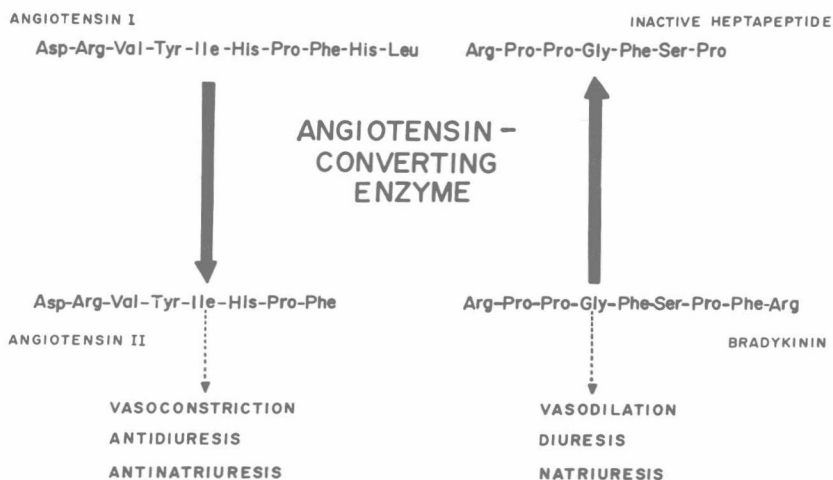 ANGIOTENSIN I
Asp-Arg-Val-Tyr-Ile-His-Pro-Phe-His-Leu
INACTIVE HEPTAPEPTIDE
Arg-Pro-Pro-Gly-Phe-Ser-Pro
ANGIOTENSIN-
CONVERTING
ENZYME
Asp-Arg-Val-Tyr-Ile-His-Pro-Phe
ANGIOTENSIN II
VASOCONSTRICTION
ANTIDIURESIS
ANTINATRIURESIS
Arg-Pro-Pro-Gly-Phe-Ser-Pro-Phe-Arg
BRADYKININ
VASODILATION
DIURESIS
NATRIURESIS